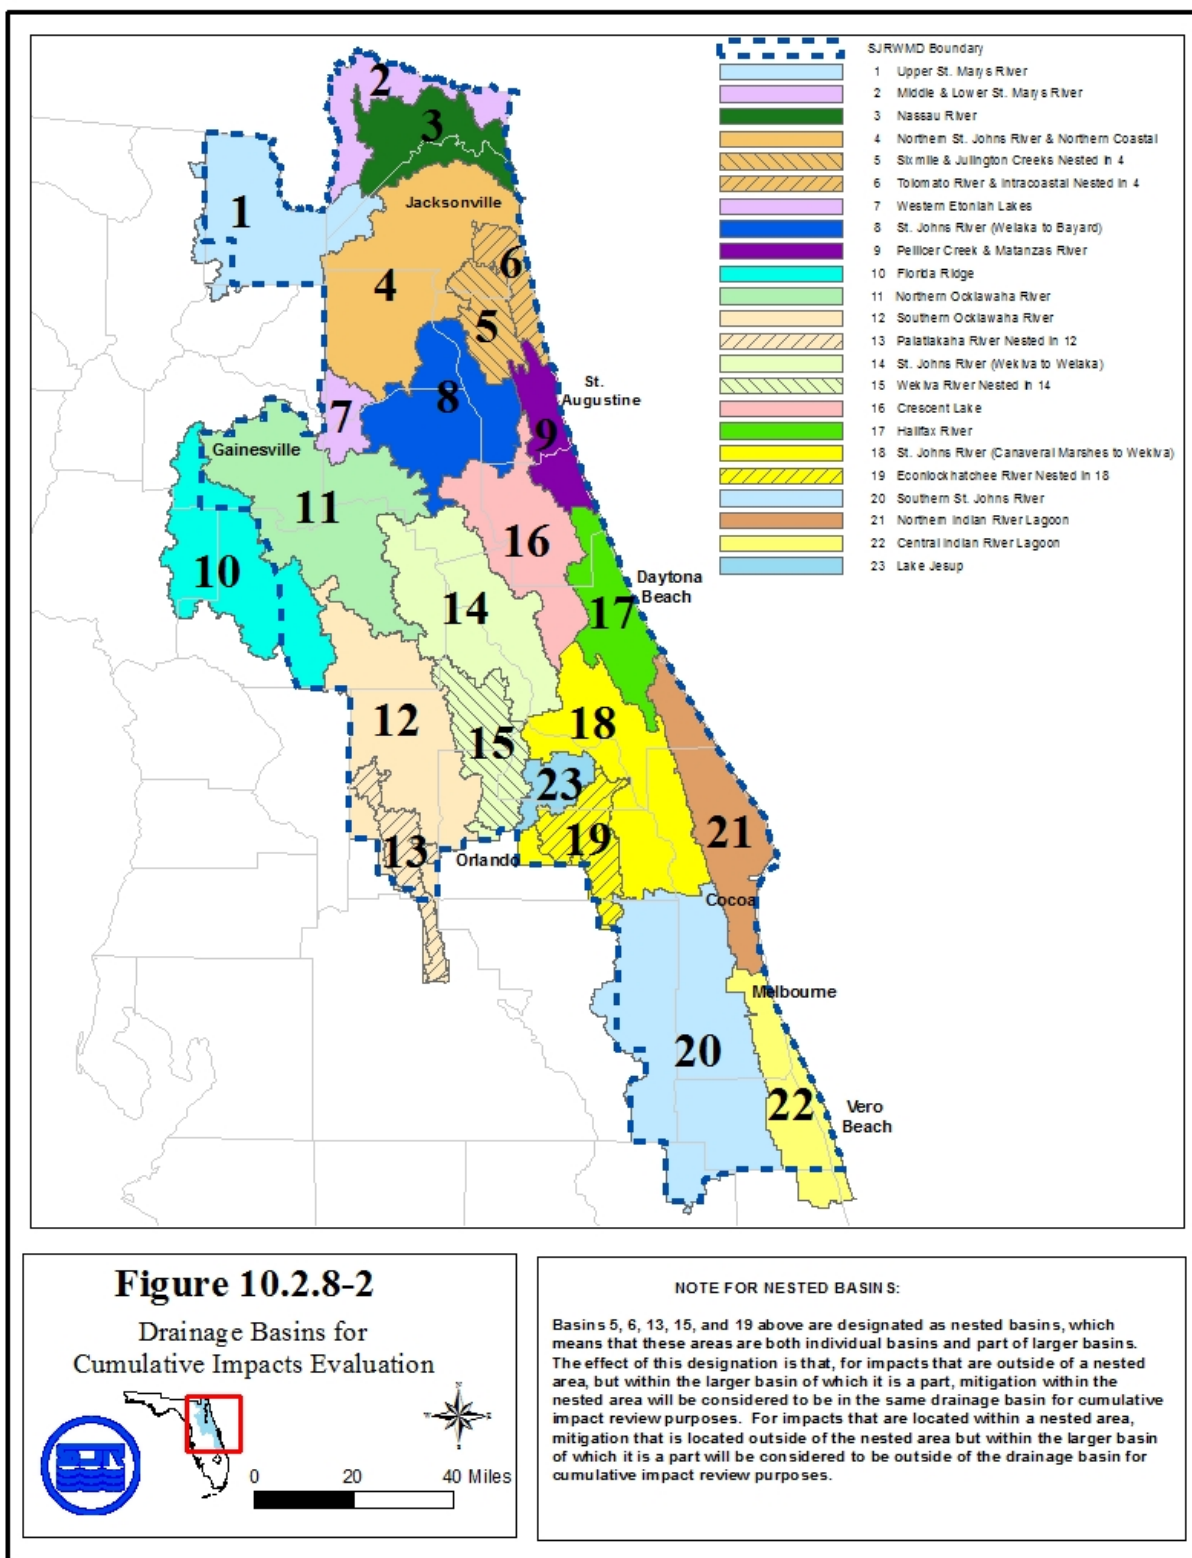 2
3
1
Jacksonville
6
4
5
8
St.
Augustine
7
9
Gainesville
11
16
10
Daytona
Beach
14
17
12
18
15
23
21
19
13
Orlando
Cocoa
Melbourne
20
22
Vero
Beach
SJRWMD Boundary
1 Upper St. Marys River
2 Middle & Lower St. Marys River
3 Nassau River
4 Northern St. Johns River & Northern Coastal
5 Sixmile & Julington Creeks Nested in 4
6 Tolomato River & Intracoastal Nested in 4
7 Western Etoniah Lakes
8 St. Johns River (Welaka to Bayard)
9 Pellicer Creek & Matanzas River
10 Florida Ridge
11 Northern Ocklawaha River
12 Southern Ocklawaha River
13 Palatlakaha River Nested in 12
14 St. Johns River (Wekiva to Welaka)
15 Wekiva River Nested in 14
16 Crescent Lake
17 Halifax River
18 St. Johns River (Canaveral Marshes to Wekiva)
19 Econlockhatchee River Nested in 18
20 Southern St. Johns River
21 Northern Indian River Lagoon
22 Central Indian River Lagoon
23 Lake Jesup
Figure 10.2.8-2
Drainage Basins for
Cumulative Impacts Evaluation
N
W E
S
SJR
0 20 40 Miles
NOTE FOR NESTED BASINS:
Basins 5, 6, 13, 15, and 19 above are designated as nested basins, which
means that these areas are both individual basins and part of larger basins.
The effect of this designation is that, for impacts that are outside of a nested
area, but within the larger basin of which it is a part, mitigation within the
nested area will be considered to be in the same drainage basin for cumulative
impact review purposes. For impacts that are located within a nested area,
mitigation that is located outside of the nested area but within the larger basin
of which it is a part will be considered to be outside of the drainage basin for
cumulative impact review purposes.